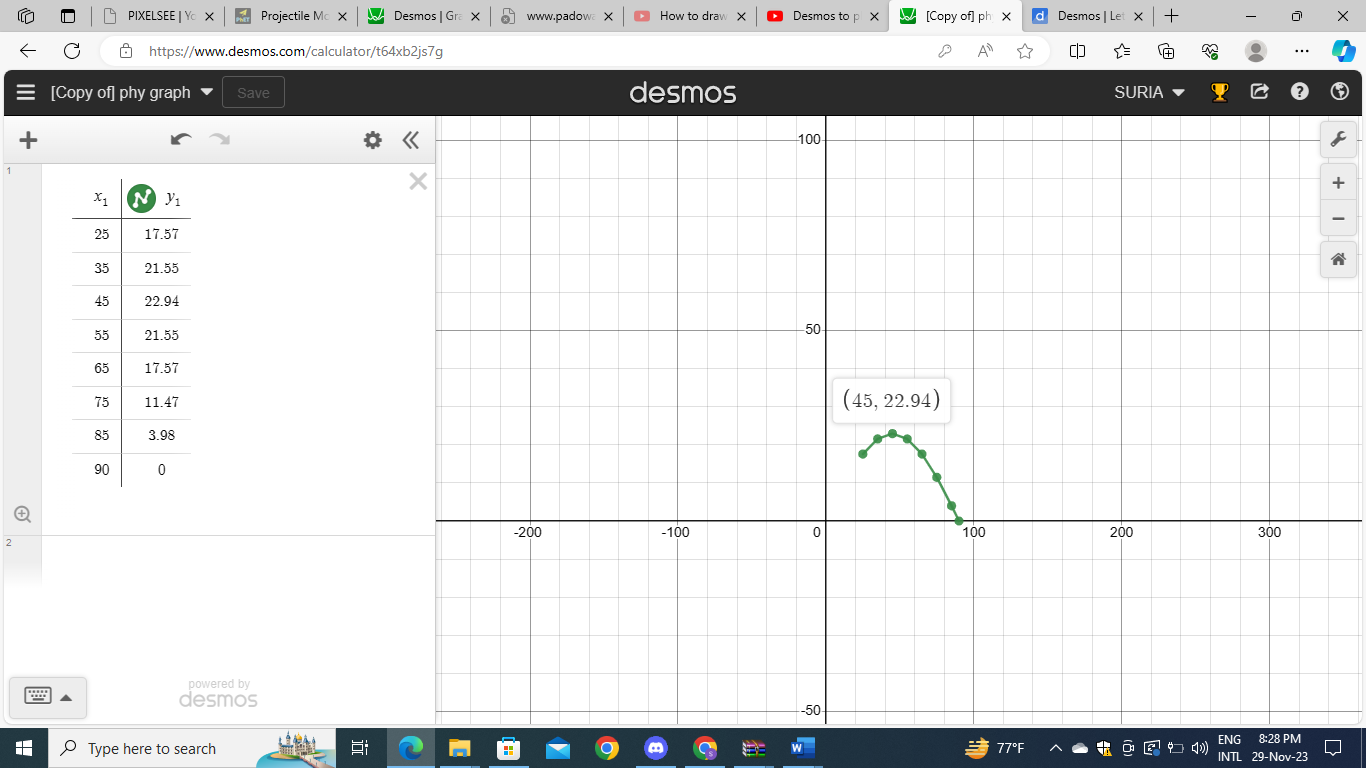 PIXELSEE | Yo
Projectile Mo
Desmos | Gra
www.padowa
How to draw
Desmos to p
[Copy of] ph
Desmos | Let
https://www.desmos.com/calculator/t64xb2js7g
[Copy of] phy graph
Save
desmos
SURIA
1
x₁ y₁
25 17.57
35 21.55
45 22.94
55 21.55
65 17.57
75 11.47
85 3.98
90 0
2
powered by
desmos
100
50
(45, 22.94)
-200 -100 0 100 200 300
-50
Type here to search
77°F
ENG
INTL
8:28 PM
29-Nov-23